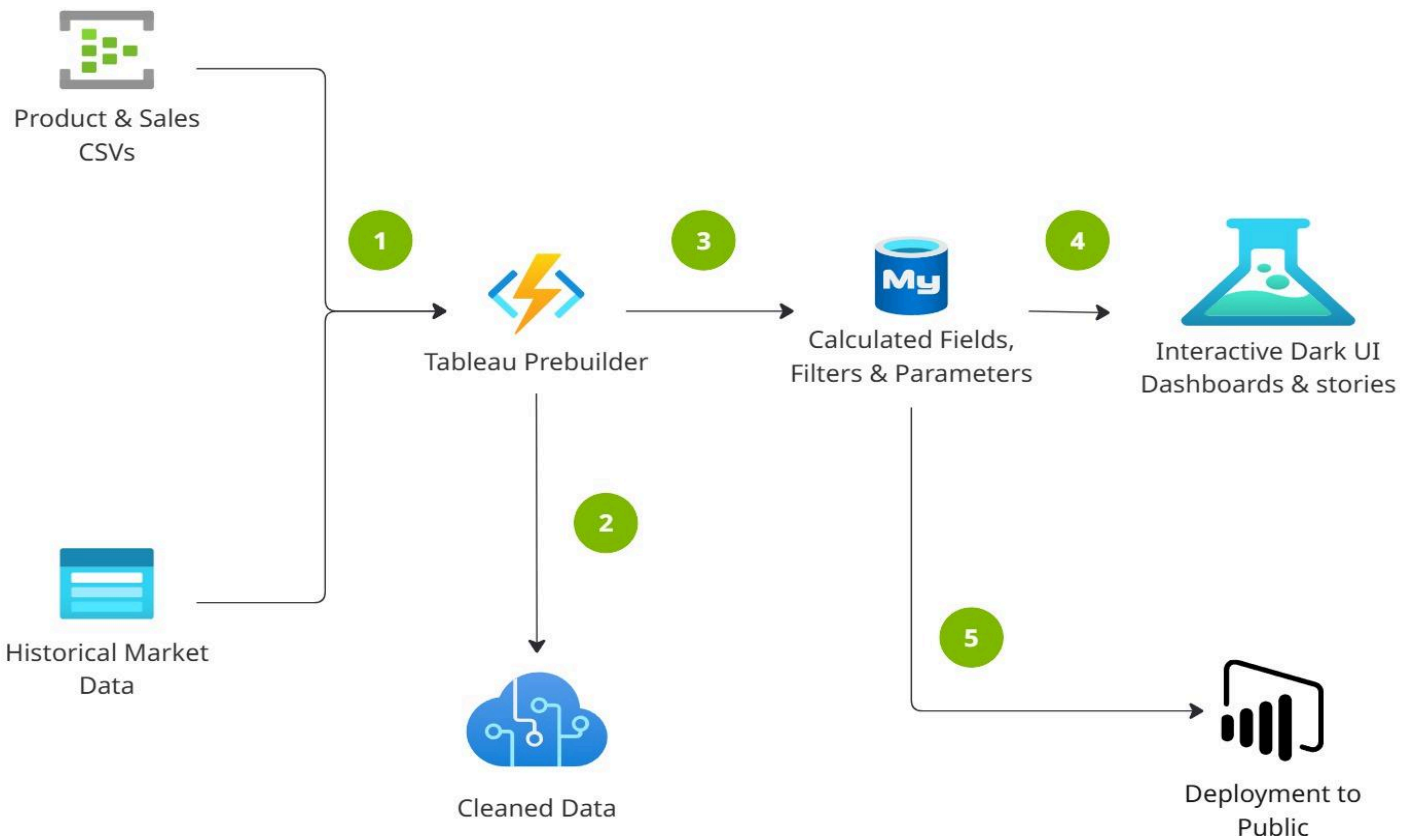 Product & Sales
CSVs
1
3
4
My
Tableau Prebuilder
Calculated Fields,
Filters & Parameters
Interactive Dark UI
Dashboards & stories
2
5
Historical Market
Data
Cleaned Data
Deployment to
Public